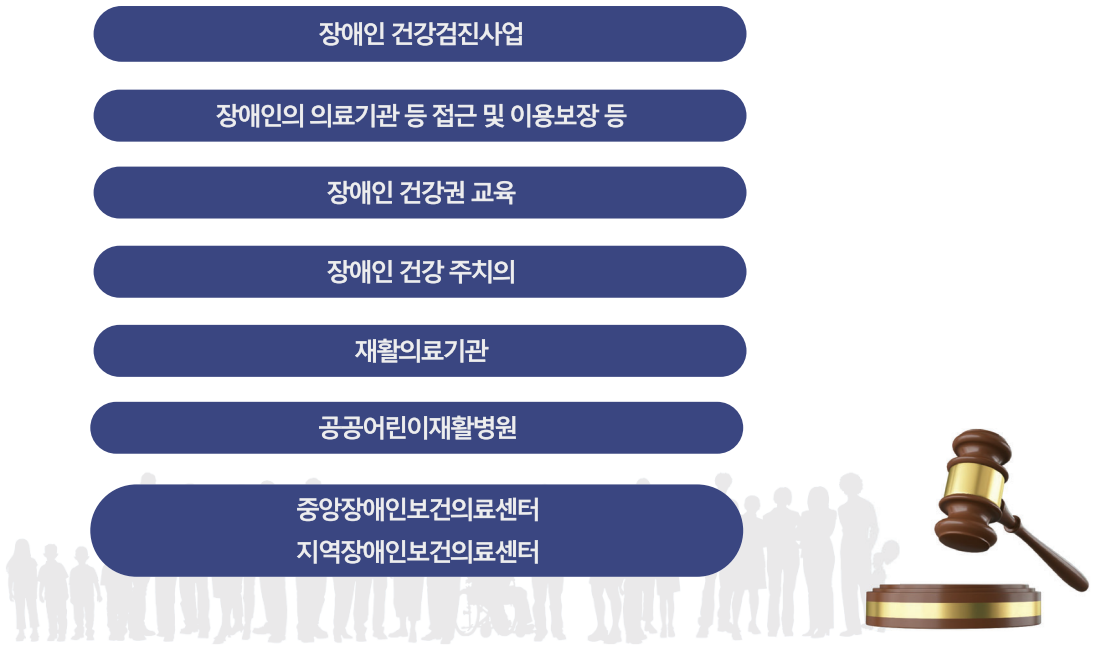 장애인 건강검진사업
장애인의 의료기관 등 접근 및 이용보장 등
장애인 건강권 교육
장애인 건강 주치의
재활의료기관
공공어린이재활병원
중앙장애인보건의료센터
지역장애인보건의료센터